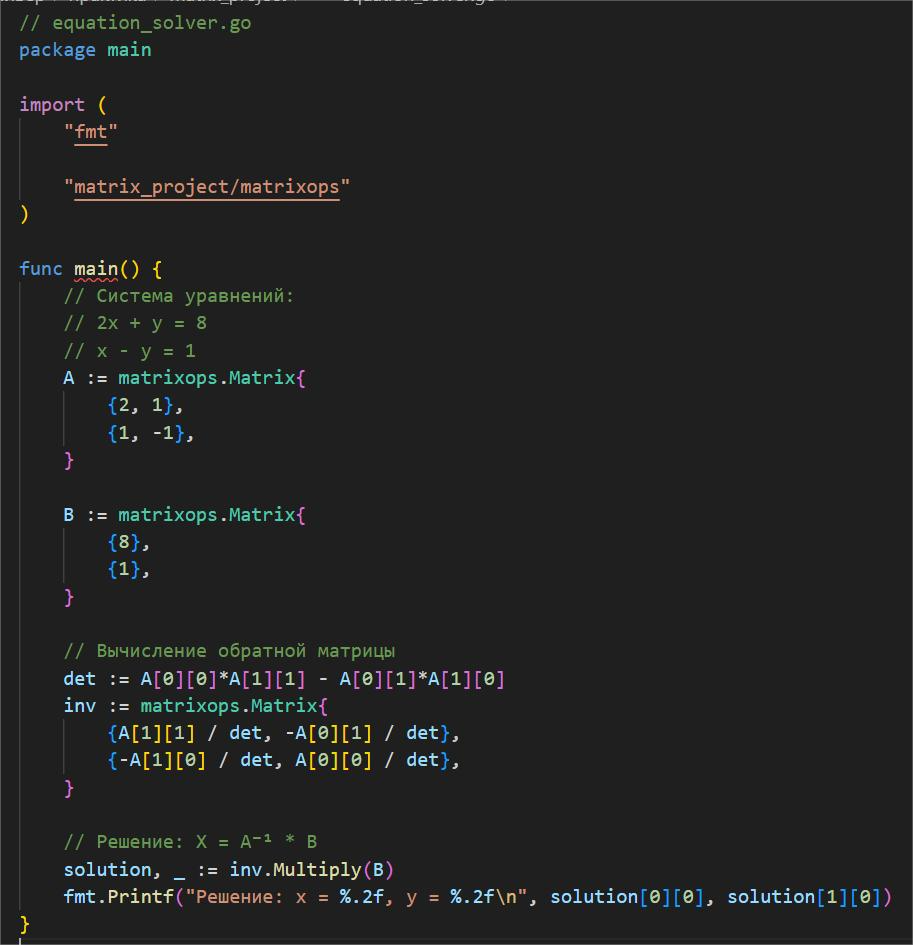 // equation_solver.go
package main
import (
"fmt"
"matrix_project/matrixops"
)
func main() {
// Система уравнений:
// 2x + y = 8
// x - y = 1
A := matrixops.Matrix{
{2, 1},
{1, -1},
}
B := matrixops.Matrix{
{8},
{1},
}
// Вычисление обратной матрицы
det := A[0][0]*A[1][1] - A[0][1]*A[1][0]
inv := matrixops.Matrix{
{A[1][1] / det, -A[0][1] / det},
{-A[1][0] / det, A[0][0] / det},
}
// Решение: X = A⁻¹ * B
solution, _ := inv.Multiply(B)
fmt.Printf("Решение: x = %.2f, y = %.2f\n", solution[0][0], solution[1][0])
}